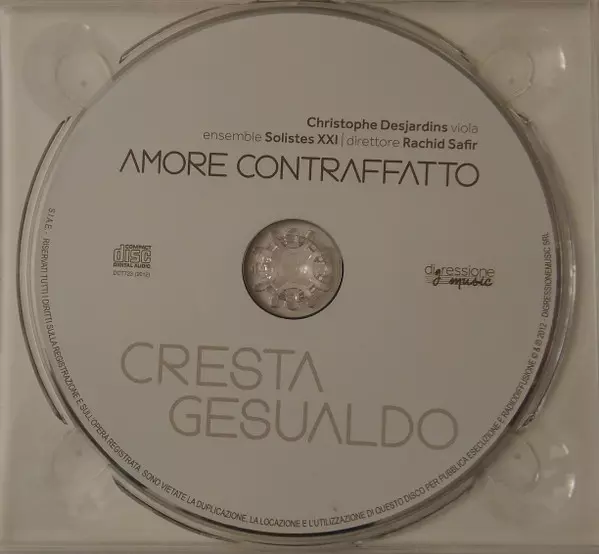 Christophe Desjardins viola
ensemble Solistes XXI | direttore Rachid Safir
AMORE CONTRAFFATTO
COMPACT
disc
DIGITAL AUDIO
digressione
music
CRESTA
GESUALDO
S.I.A.E. - RISERVATI TUTTI I DIRITTI SULLA REGISTRAZIONE E SULL'OPERA REGISTRATA. SONO VIETATE LA DUPLICAZIONE, LA LOCAZIONE E L'UTILIZZAZIONE DI QUESTO DISCO PER PUBBLICA ESECUZIONE E RADIODIFFUSIONE © & ℗ 2012 - DIGRESSIONEMUSIC SRL